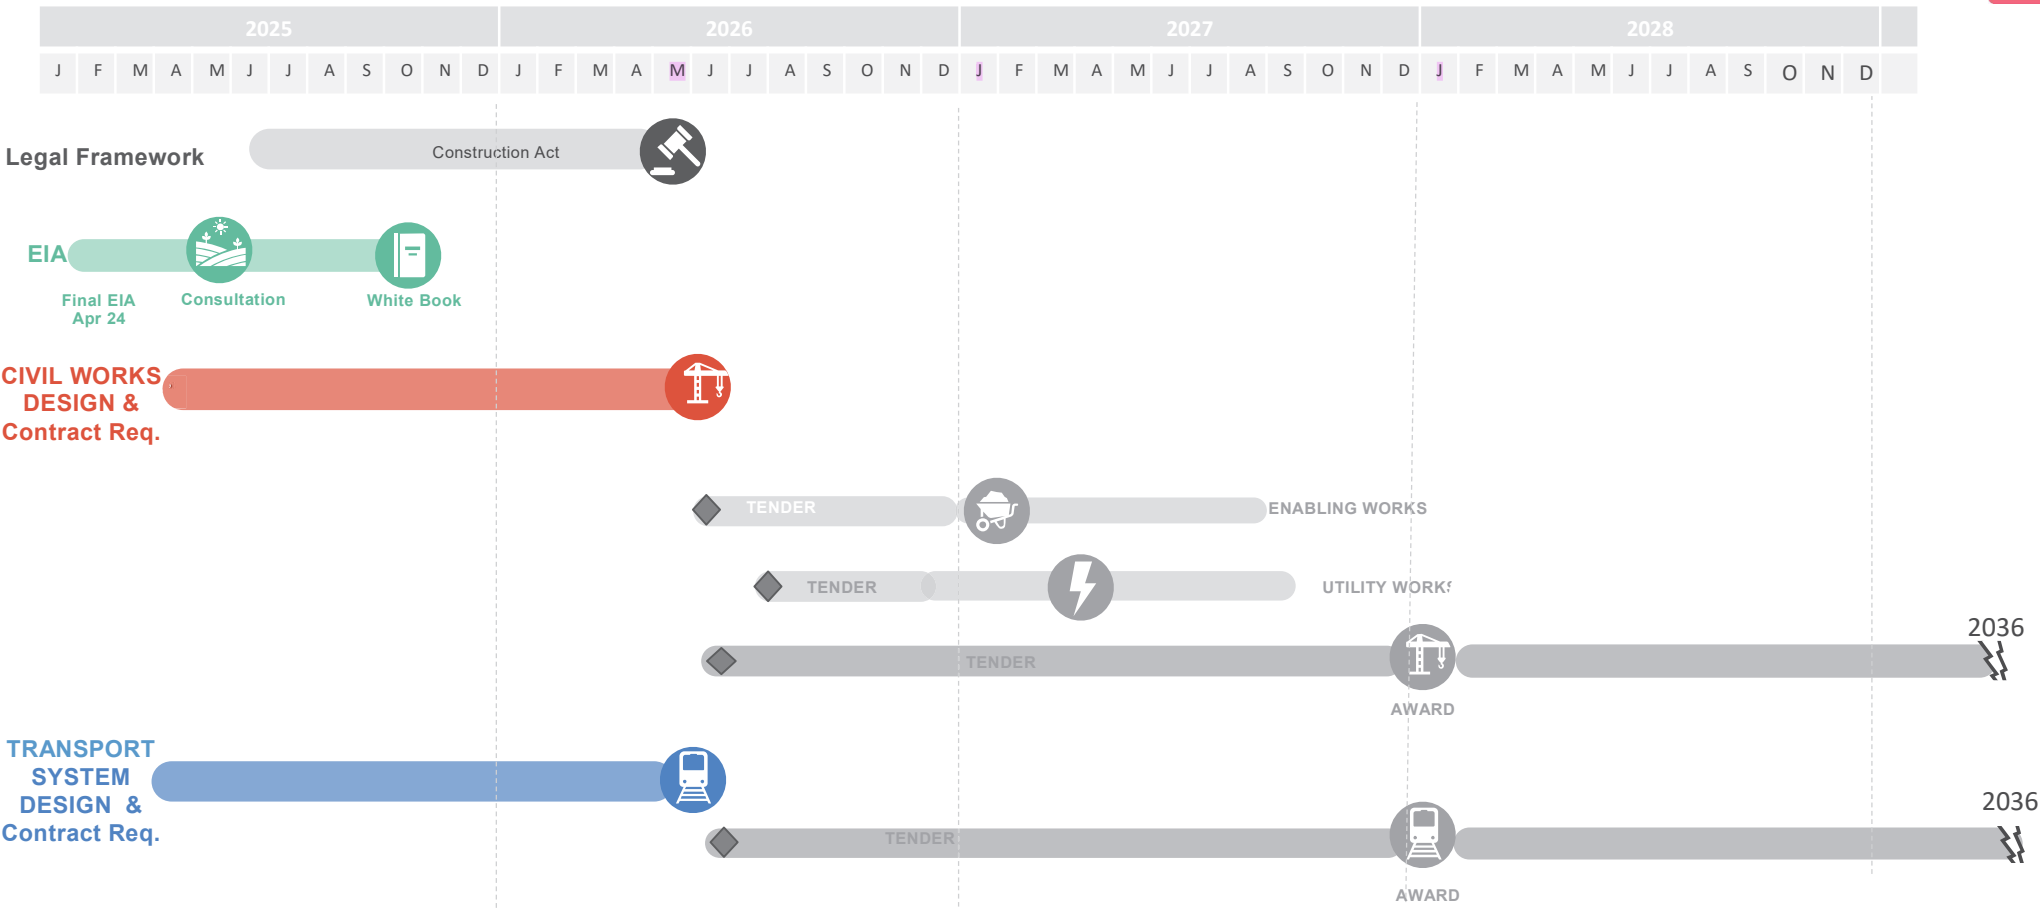 2025 2026 2027 2028
J F M A M J J A S O N D J F M A M J J A S O N D J F M A M J J A S O N D J F M A M J J A S O N D
Legal Framework
Construction Act
EIA
Final EIA
Apr 24
Consultation
White Book
CIVIL WORKS
DESIGN &
Contract Req.
TENDER
ENABLING WORKS
TENDER
UTILITY WORKS
2036
TENDER
AWARD
TRANSPORT
SYSTEM
DESIGN &
Contract Req.
2036
TENDER
AWARD